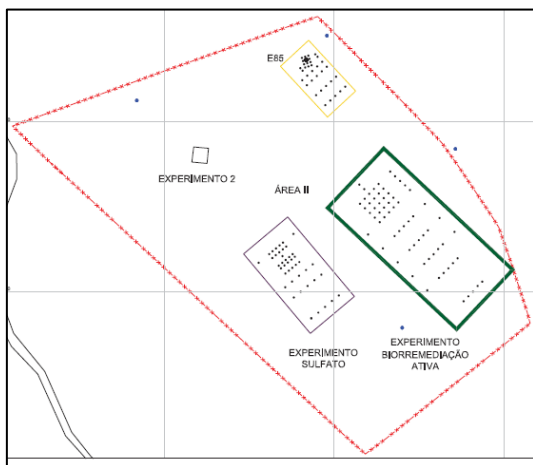 E85
EXPERIMENTO 2
ÁREA II
EXPERIMENTO
SULFATO
EXPERIMENTO
BIORREMEDIAÇÃO
ATIVA